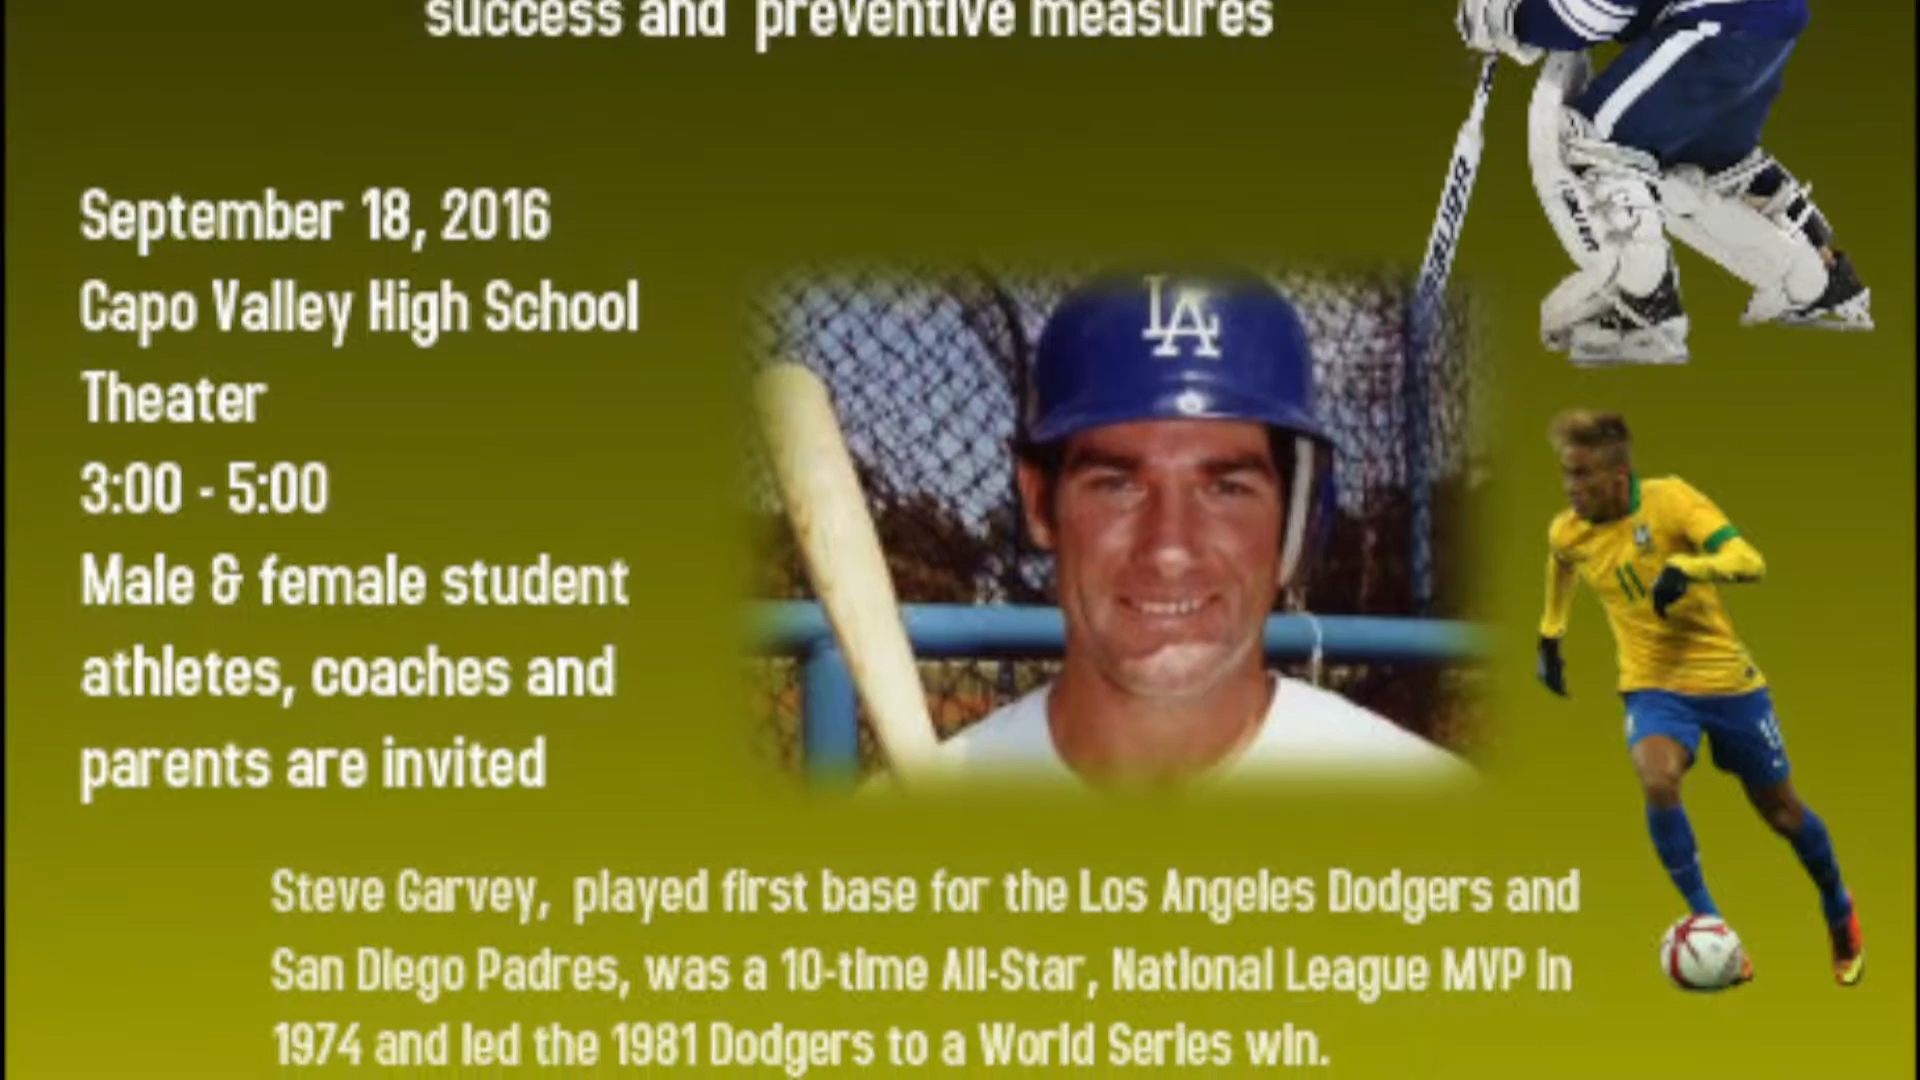 success and preventive measures
September 18, 2016
Capo Valley High School
Theater
3:00 - 5:00
Male & female student
athletes, coaches and
parents are invited
LA
11
Steve Garvey, played first base for the Los Angeles Dodgers and
San Diego Padres, was a 10-time All-Star, National League MVP in
1974 and led the 1981 Dodgers to a World Series win.